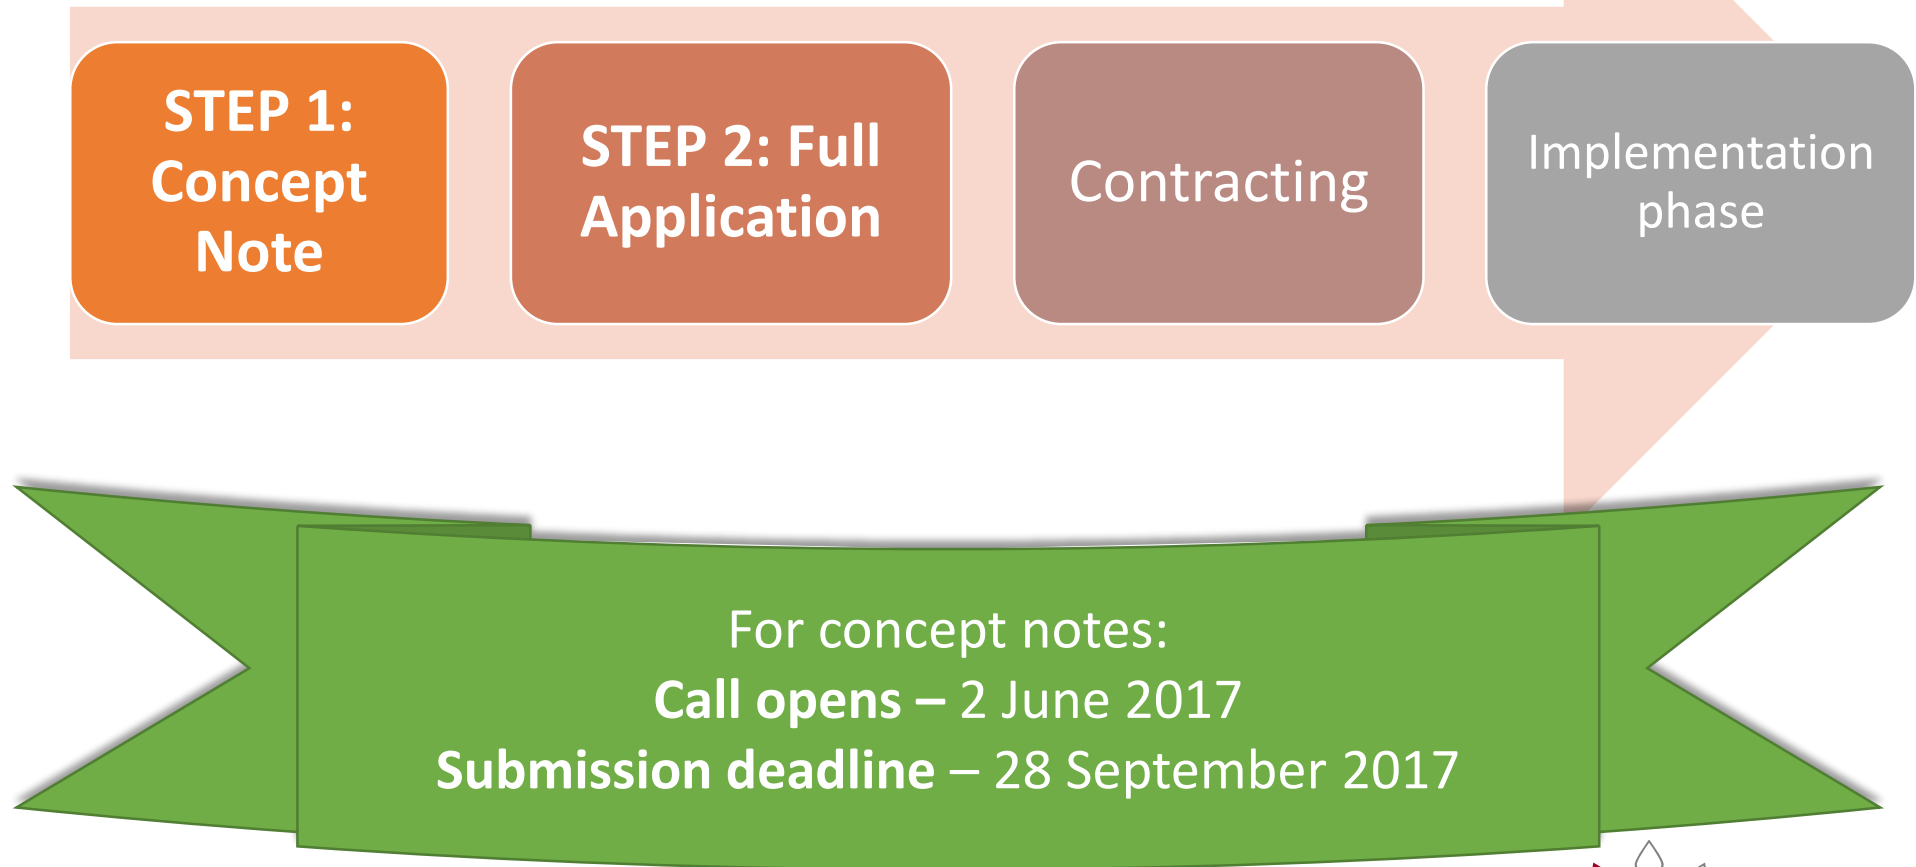 STEP 1:
Concept
Note
STEP 2: Full
Application
Contracting
Implementation
phase
For concept notes:
Call opens – 2 June 2017
Submission deadline – 28 September 2017